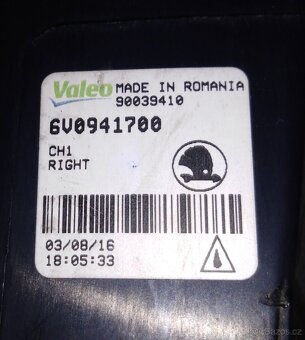 Valeo MADE IN ROMANIA
90039410
6V0941700
CH1
RIGHT
03/08/16
18:05:33